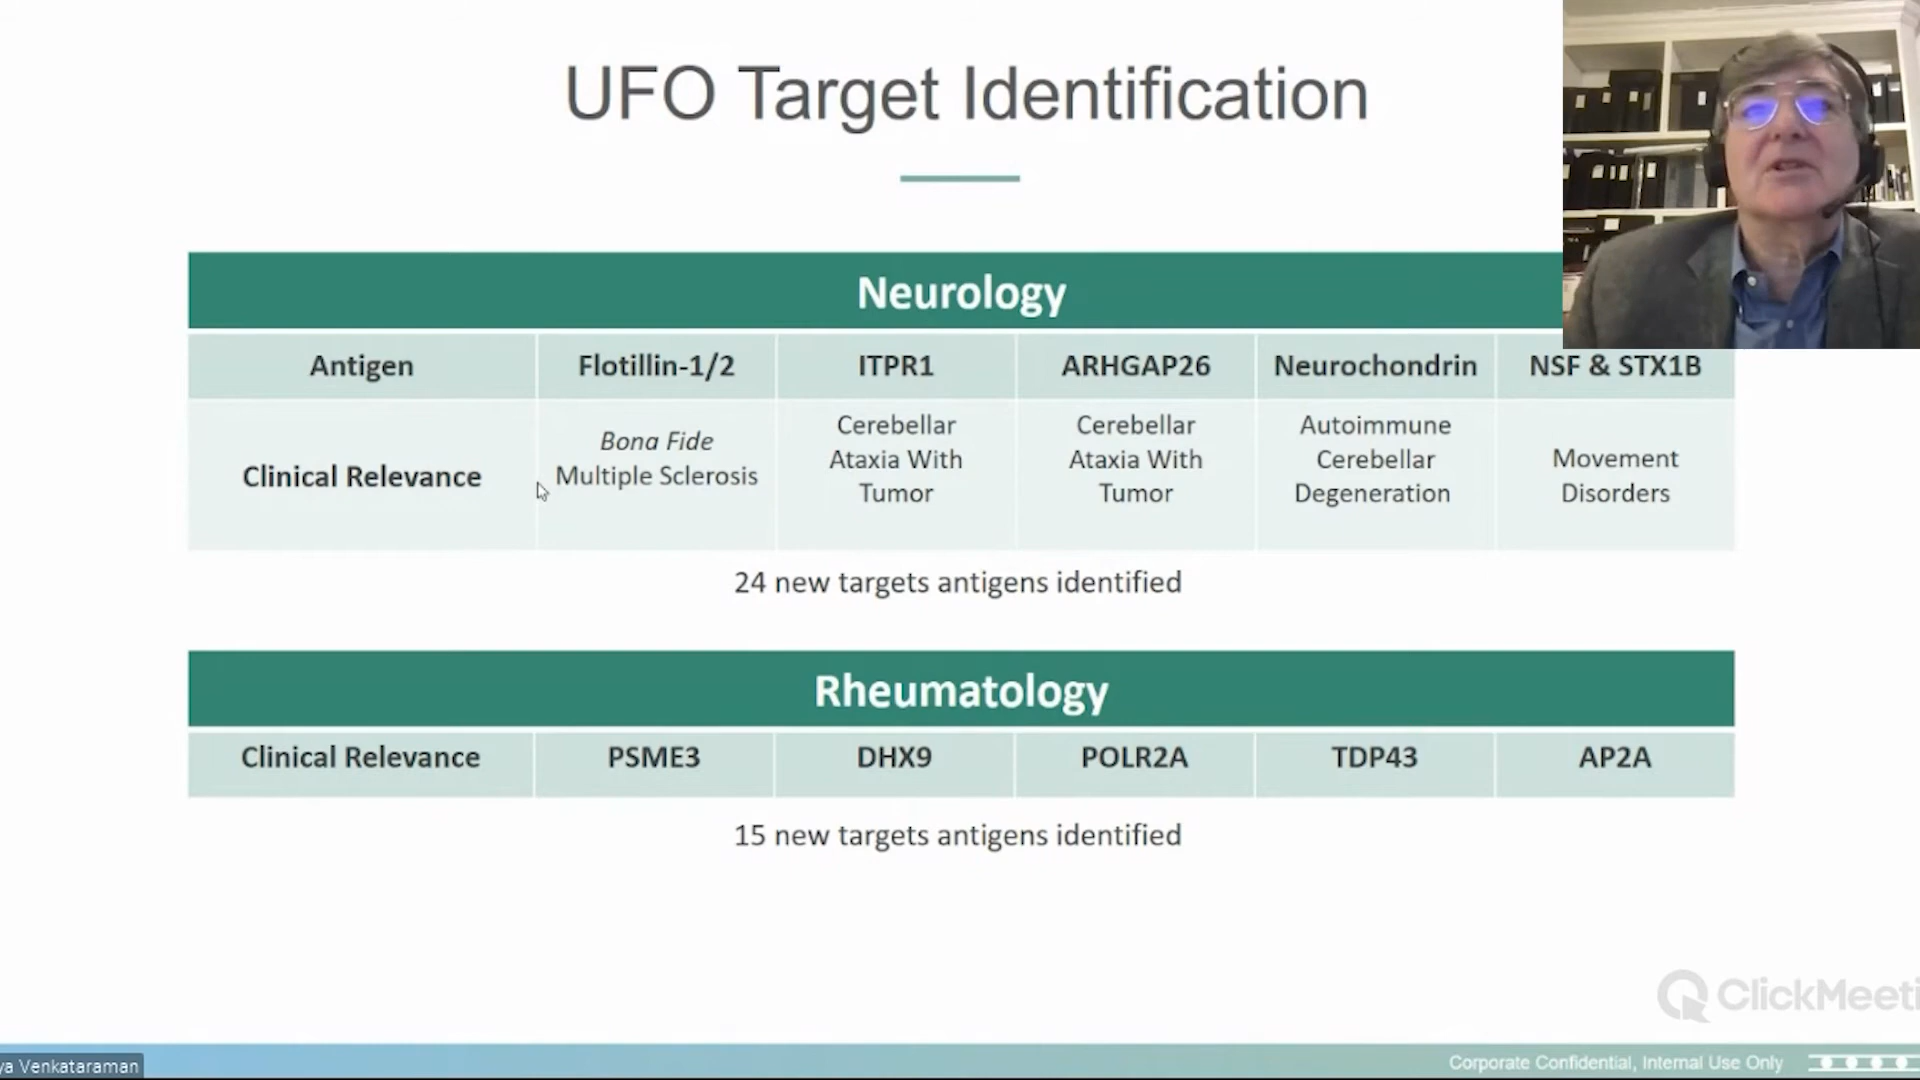 UFO Target Identification
Neurology
Antigen
Flotillin-1/2
ITPR1
ARHGAP26
Neurochondrin
NSF & STX1B
Clinical Relevance
Bona Fide
Multiple Sclerosis
Cerebellar
Ataxia With
Tumor
Cerebellar
Ataxia With
Tumor
Autoimmune
Cerebellar
Degeneration
Movement
Disorders
24 new targets antigens identified
Rheumatology
Clinical Relevance
PSME3
DHX9
POLR2A
TDP43
AP2A
15 new targets antigens identified
ClickMeeti
ya Venkataraman
Corporate Confidential, Internal Use Only